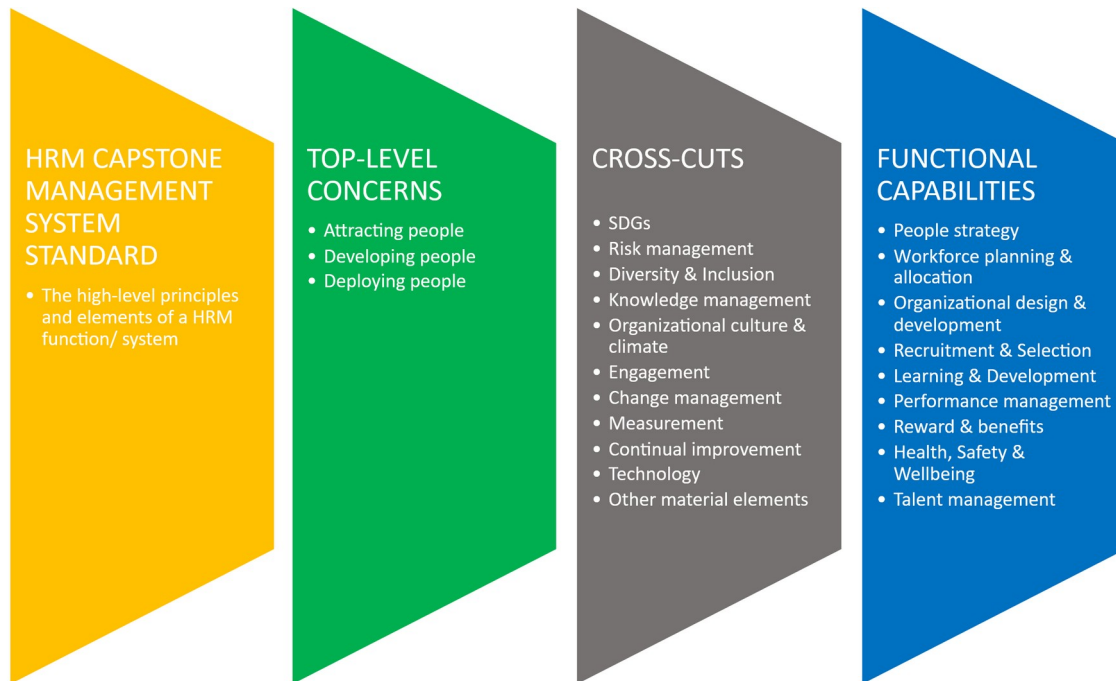 HRM CAPSTONE
MANAGEMENT
SYSTEM
STANDARD
• The high-level principles
and elements of a HRM
function/ system
TOP-LEVEL
CONCERNS
• Attracting people
• Developing people
• Deploying people
CROSS-CUTS
• SDGs
• Risk management
• Diversity & Inclusion
• Knowledge management
• Organizational culture &
climate
• Engagement
• Change management
• Measurement
• Continual improvement
• Technology
• Other material elements
FUNCTIONAL
CAPABILITIES
• People strategy
• Workforce planning &
allocation
• Organizational design &
development
• Recruitment & Selection
• Learning & Development
• Performance management
• Reward & benefits
• Health, Safety &
Wellbeing
• Talent management